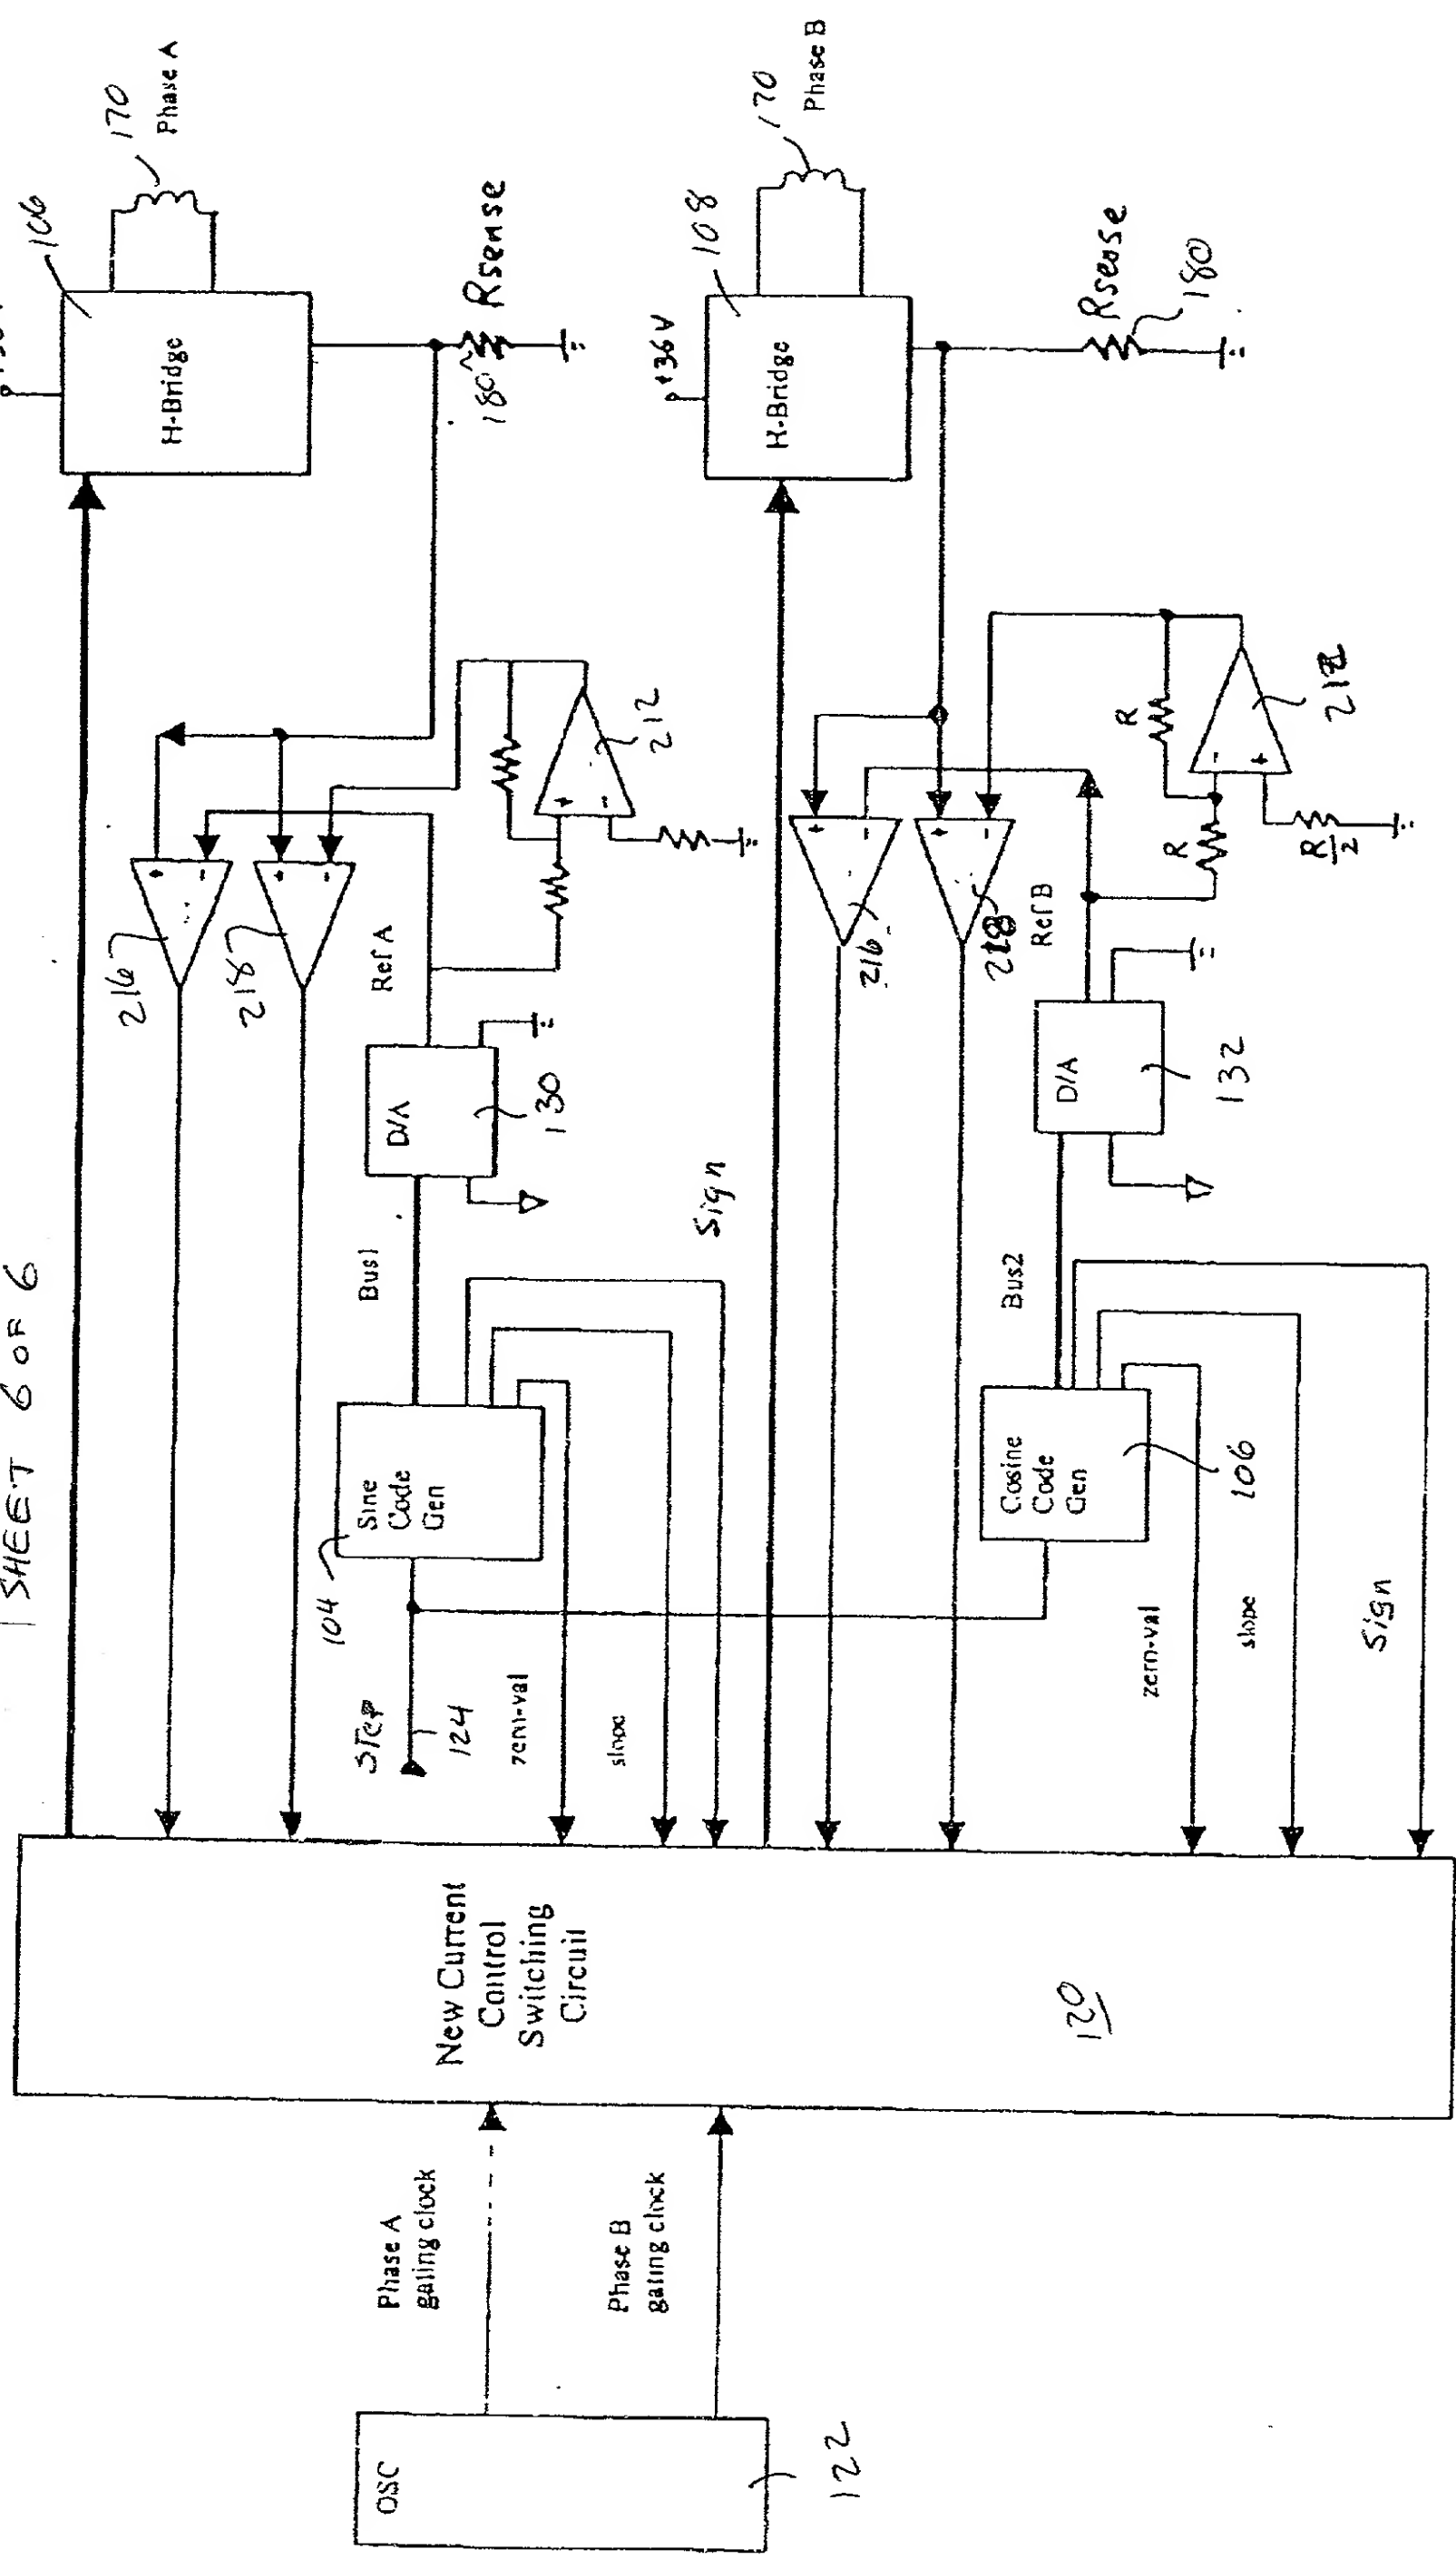 SHEET 6 OF 6
OSC
122
Phase A
gating clock
Phase B
gating clock
New Current
Control
Switching
Circuit
120
216
218
STEP
124
104
Sine
Code
Gen
zero-val
slope
Sign
Bus1
D/A
130
Ref A
+
-
+
-
+
-
212
H-Bridge
106
170
Phase A
180
Rsense
Cosine
Code
Gen
106
zero-val
slope
Sign
Bus2
D/A
132
Ref B
216
218
+
-
+
-
R
R
R/2
-
+
212
+36V
H-Bridge
108
170
Phase B
Rsense
180